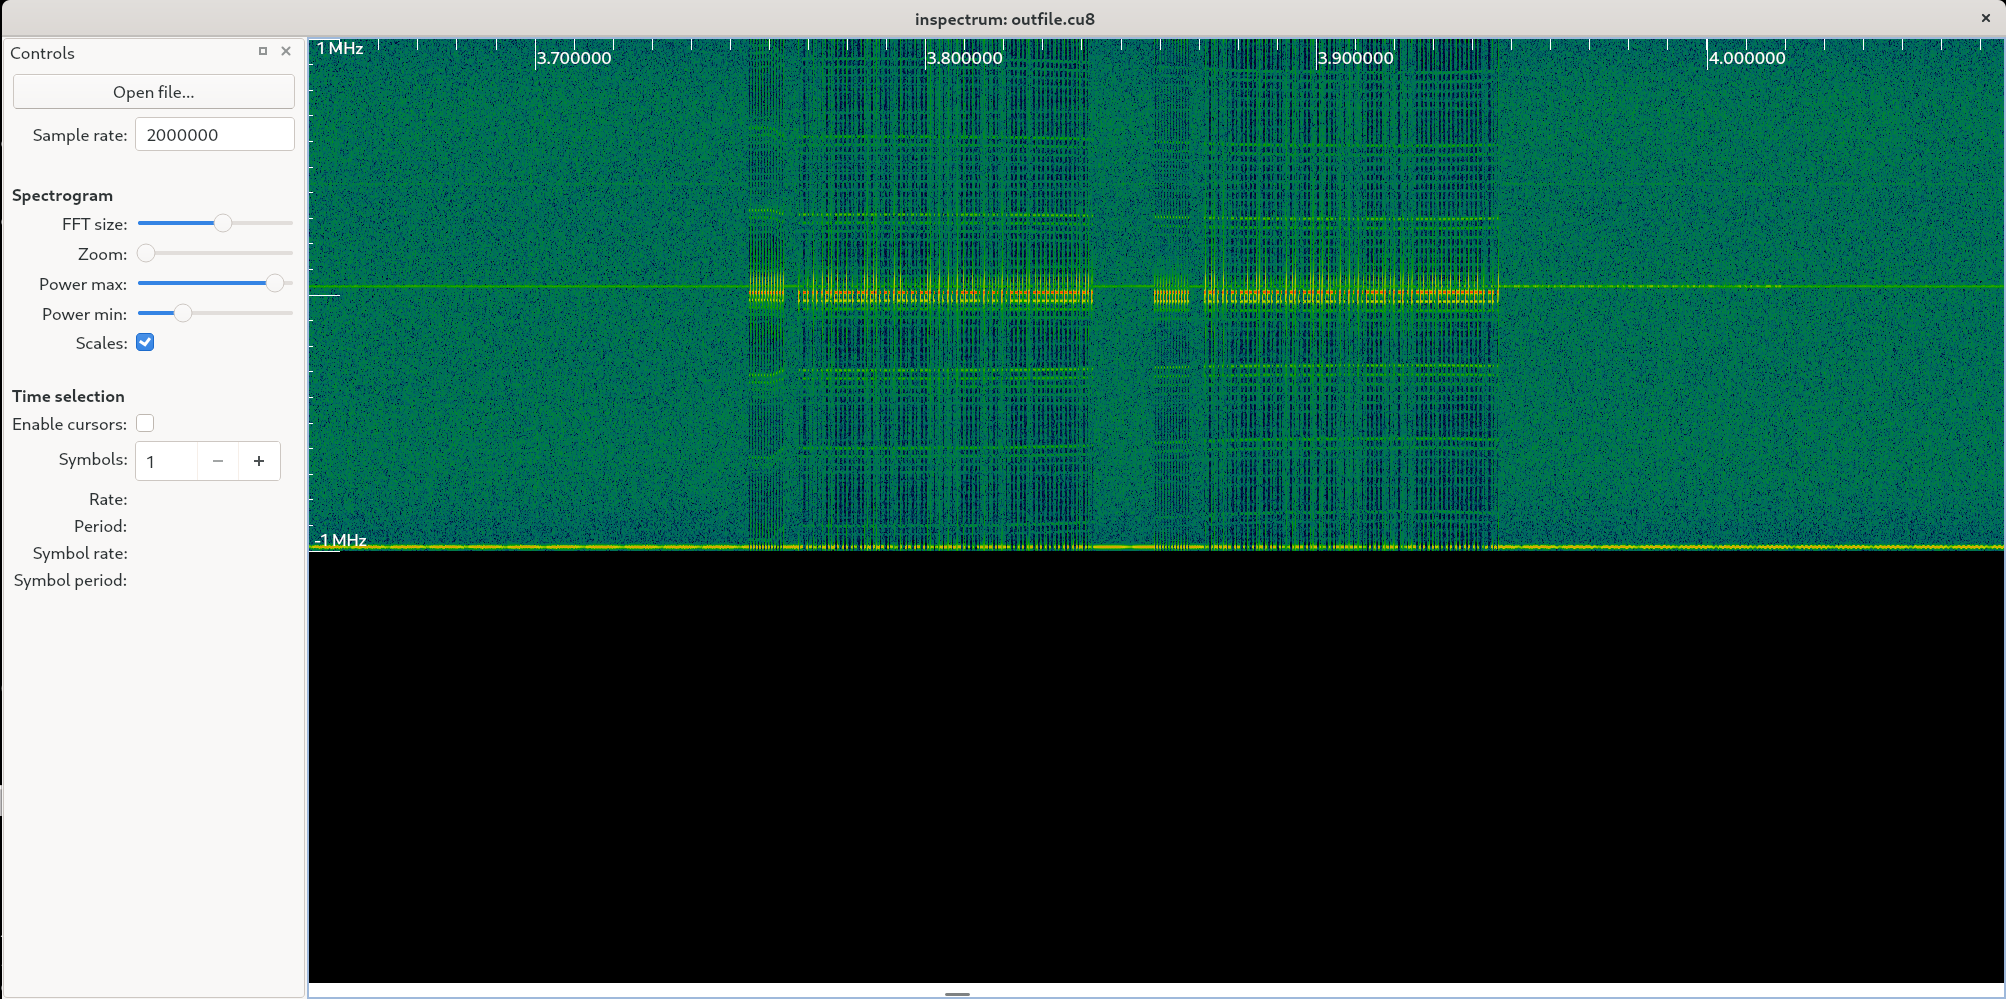 inspectrum: outfile.cu8
Controls
Open file...
Sample rate: 2000000
Spectrogram
FFT size:
Zoom:
Power max:
Power min:
Scales:
Time selection
Enable cursors:
Symbols: 1
Rate:
Period:
Symbol rate:
Symbol period:
1 MHz
3.700000 3.800000 3.900000 4.000000
-1 MHz